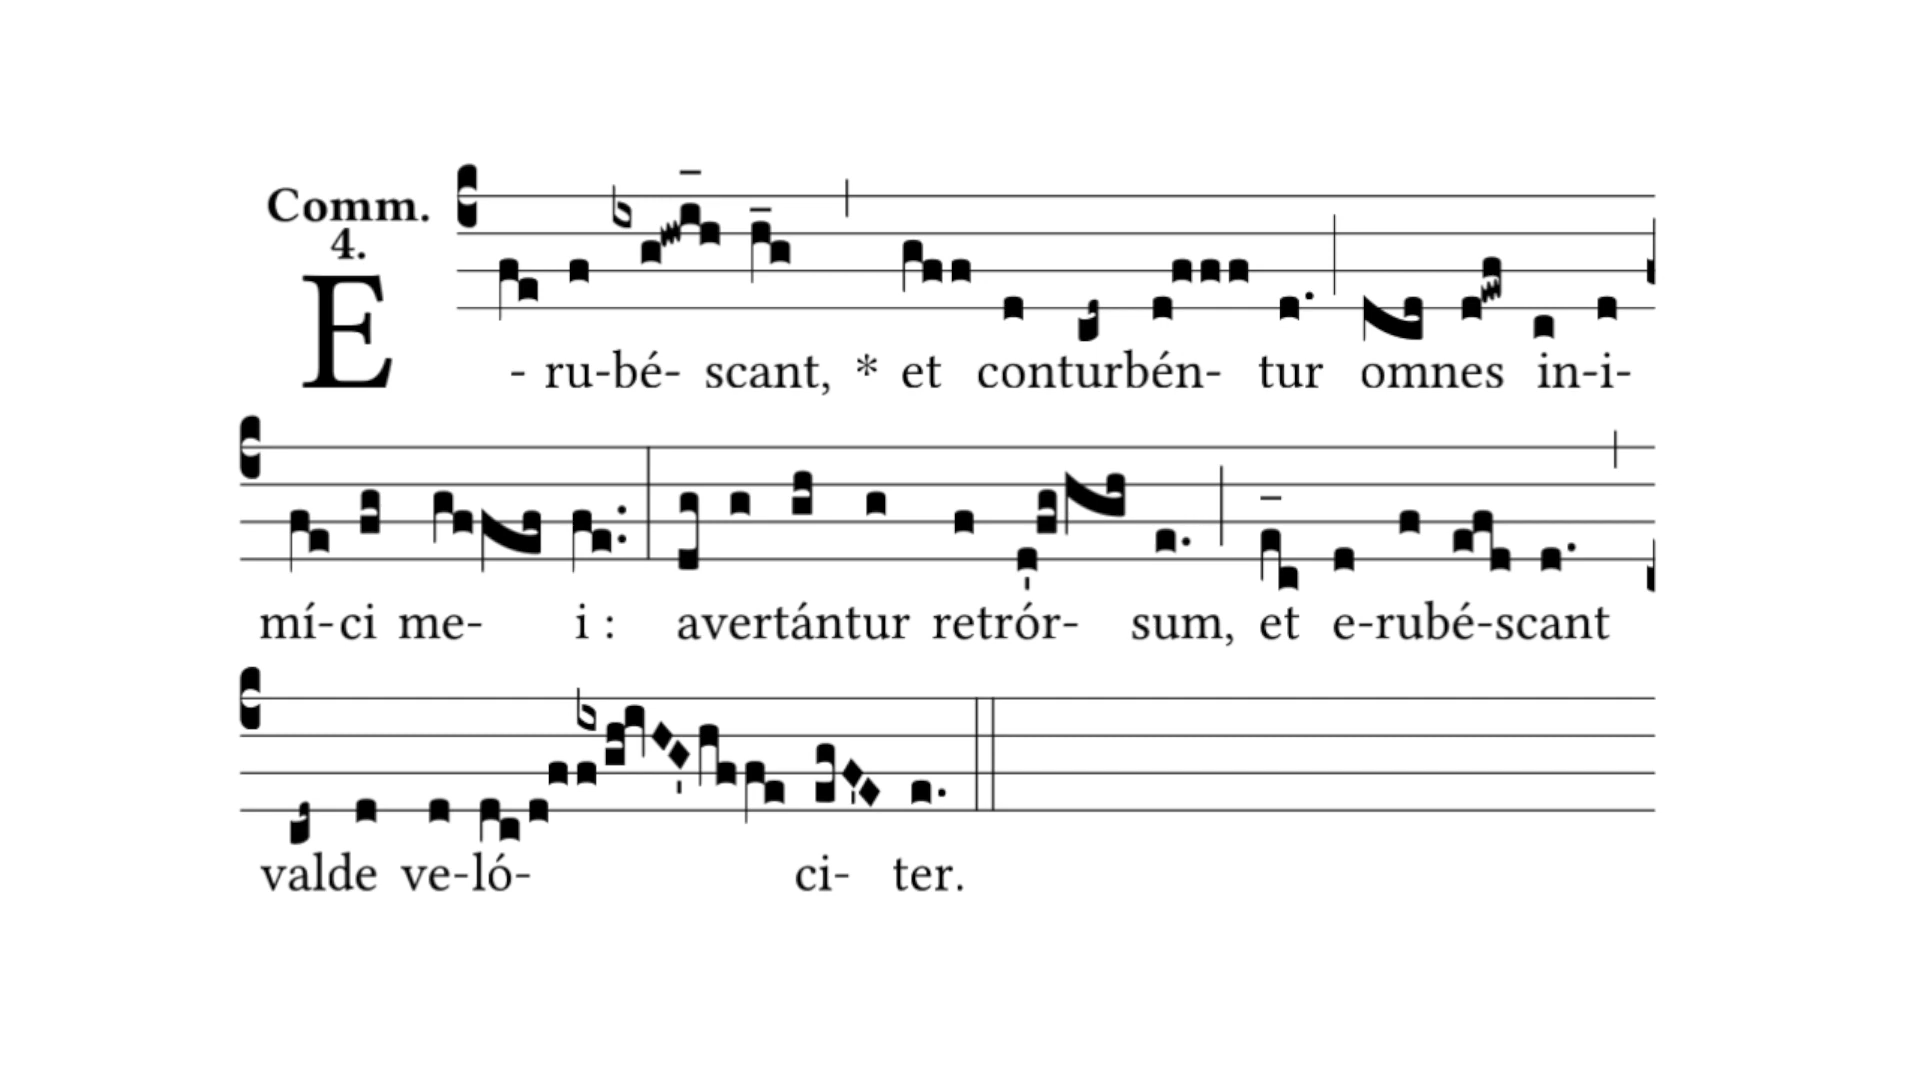 Comm.
4.
E - ru-bé- scant, * et conturbén- tur omnes in-i-
mí-ci me- i : avertántur retrór- sum, et e-rubé-scant
valde ve-ló- ci- ter.